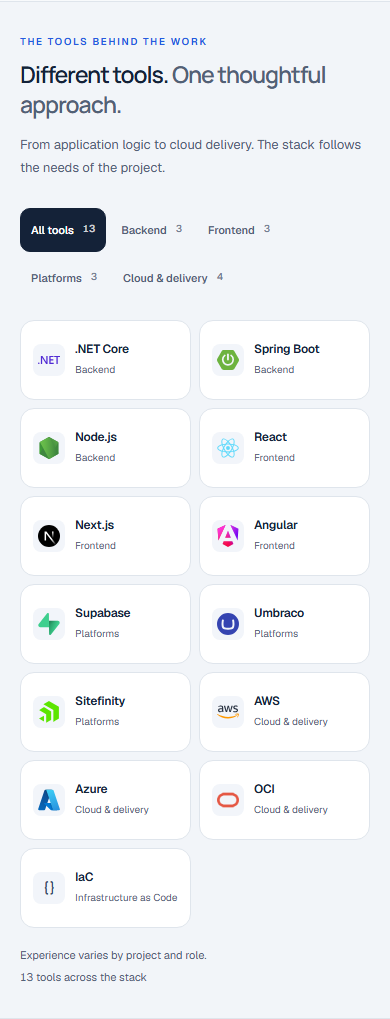 THE TOOLS BEHIND THE WORK
Different tools. One thoughtful
approach.
From application logic to cloud delivery. The stack follows
the needs of the project.
All tools 13 Backend 3 Frontend 3
Platforms 3 Cloud & delivery 4
.NET .NET Core
Backend
Spring Boot
Backend
Node.js
Backend
React
Frontend
N Next.js
Frontend
Angular
Frontend
Supabase
Platforms
Umbraco
Platforms
Sitefinity
Platforms
aws AWS
Cloud & delivery
Azure
Cloud & delivery
OCI
Cloud & delivery
{} IaC
Infrastructure as Code
Experience varies by project and role.
13 tools across the stack